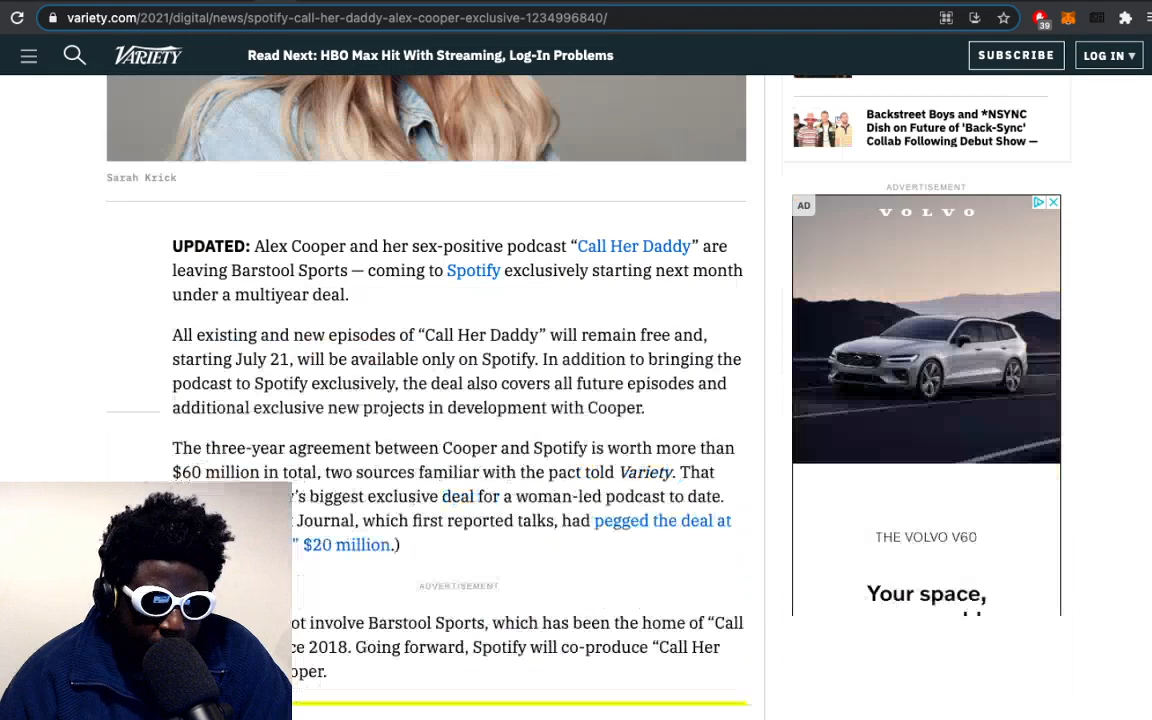 variety.com/2021/digital/news/spotify-call-her-daddy-alex-cooper-exclusive-1234996840/
39
VARIETY
Read Next: HBO Max Hit With Streaming, Log-In Problems
SUBSCRIBE
LOG IN ▾
Sarah Krick
UPDATED: Alex Cooper and her sex-positive podcast “Call Her Daddy” are
leaving Barstool Sports — coming to Spotify exclusively starting next month
under a multiyear deal.
All existing and new episodes of “Call Her Daddy” will remain free and,
starting July 21, will be available only on Spotify. In addition to bringing the
podcast to Spotify exclusively, the deal also covers all future episodes and
additional exclusive new projects in development with Cooper.
The three-year agreement between Cooper and Spotify is worth more than
$60 million in total, two sources familiar with the pact told Variety. That
’s biggest exclusive deal for a woman-led podcast to date.
Journal, which first reported talks, had pegged the deal at
” $20 million.)
ADVERTISEMENT
ot involve Barstool Sports, which has been the home of “Call
ce 2018. Going forward, Spotify will co-produce “Call Her
oper.
Backstreet Boys and *NSYNC
Dish on Future of 'Back-Sync'
Collab Following Debut Show —
ADVERTISEMENT
AD
VOLVO
THE VOLVO V60
Your space,